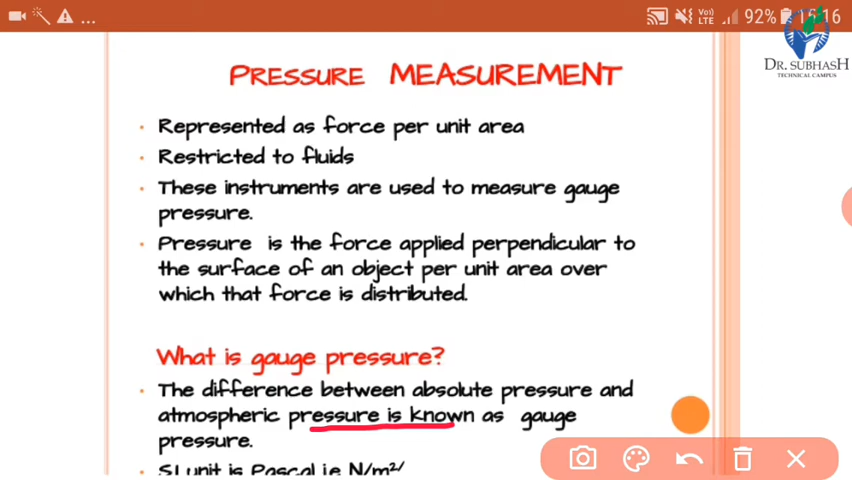 ...
Vo))
LTE
92%
15:16
DR. SUBHASH
TECHNICAL CAMPUS
PRESSURE MEASUREMENT
• Represented as force per unit area
• Restricted to fluids
• These instruments are used to measure gauge
pressure.
• Pressure is the force applied perpendicular to
the surface of an object per unit area over
which that force is distributed.
What is gauge pressure?
• The difference between absolute pressure and
atmospheric pressure is known as gauge
pressure.
• S.I unit is Pascal i.e N/m²/